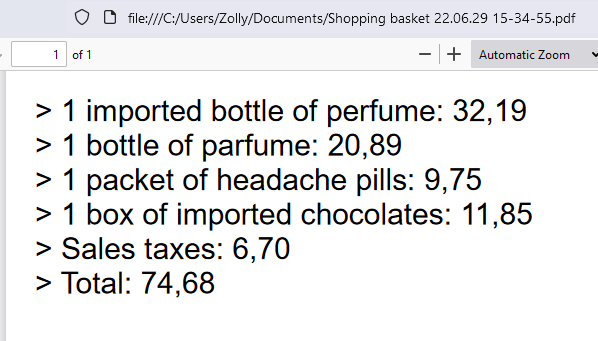 file:///C:/Users/Zolly/Documents/Shopping basket 22.06.29 15-34-55.pdf
1 of 1 − + Automatic Zoom
> 1 imported bottle of perfume: 32,19
> 1 bottle of parfume: 20,89
> 1 packet of headache pills: 9,75
> 1 box of imported chocolates: 11,85
> Sales taxes: 6,70
> Total: 74,68